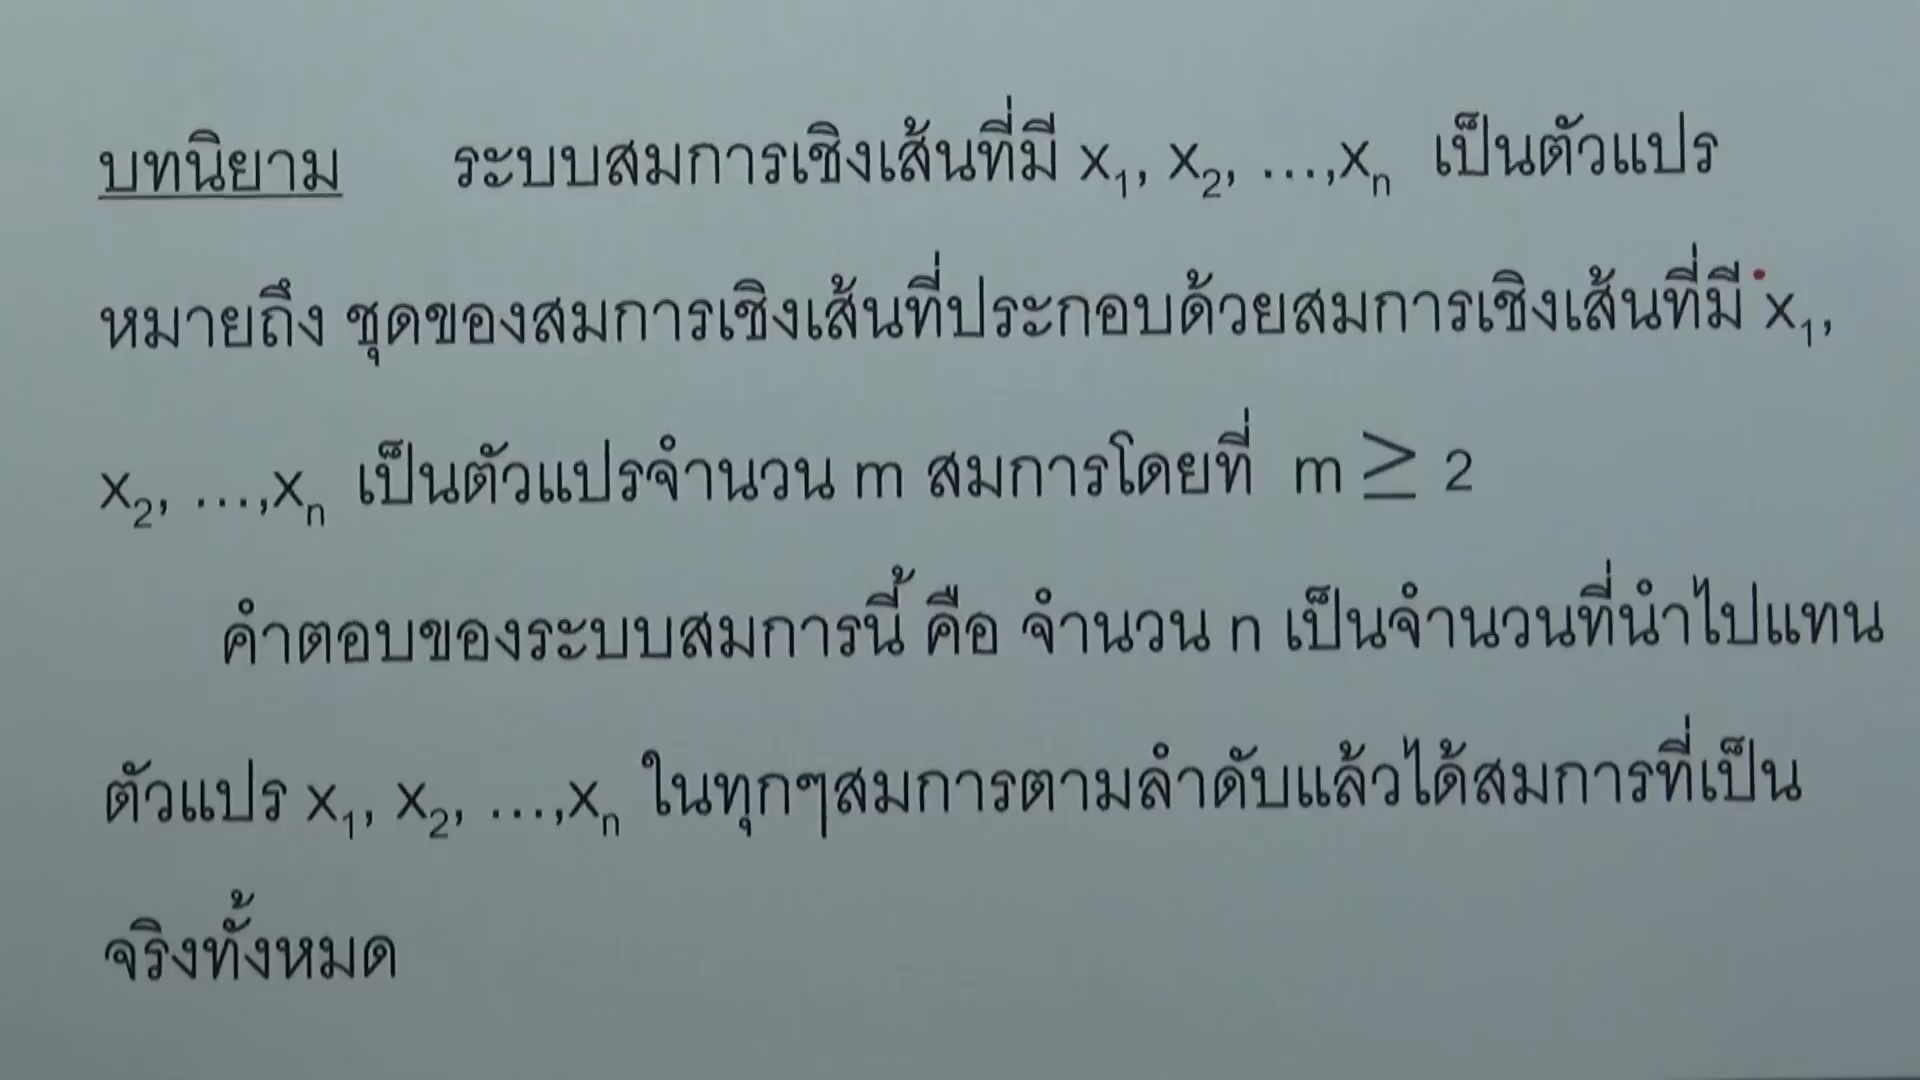 บทนิยาม ระบบสมการเชิงเส้นที่มี x₁, x₂, ...,xₙ เป็นตัวแปร
หมายถึง ชุดของสมการเชิงเส้นที่ประกอบด้วยสมการเชิงเส้นที่มี x₁,
x₂, ...,xₙ เป็นตัวแปรจำนวน m สมการโดยที่ m ≥ 2
คำตอบของระบบสมการนี้ คือ จำนวน n เป็นจำนวนที่นำไปแทน
ตัวแปร x₁, x₂, ...,xₙ ในทุกๆสมการตามลำดับแล้วได้สมการที่เป็น
จริงทั้งหมด